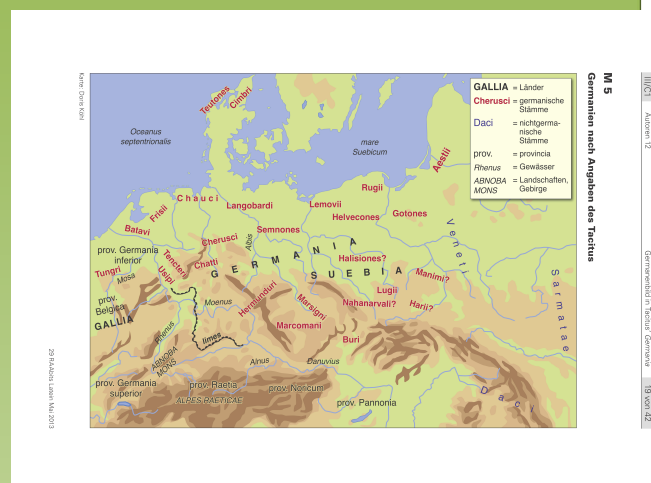 III/C1
Autoren 12
Germanenbild in Tacitus' Germania
19 von 42
M 5
Germanien nach Angaben des Tacitus
GALLIA = Länder
Cherusci = germanische
Stämme
Daci = nichtgerma-
nische
Stämme
prov. = provincia
Rhenus = Gewässer
ABNOBA = Landschaften,
MONS Gebirge
Teutones
Cimbri
Oceanus
septentrionalis
mare
Suebicum
Aestii
Rugii
Chauci
Langobardi
Lemovii
Frisii
Helvecones
Gotones
Batavi
Semnones
Veneti
Cherusci
Albis
prov. Germania
inferior
Tencteri
Chatti
GERMANIA
Halisiones?
Tungri
Mosa
Usipi
SUEBIA
Manimi?
Sarmatae
prov.
Belgica
Moenus
Hermunduri
Marsigni
Lugii
Nahanarvali?
Harii?
GALLIA
Rhenus
limes
Marcomani
Buri
ABNOBA
MONS
Alnus
Danuvius
prov. Germania
superior
prov. Raetia
prov. Noricum
Daci
ALPES RAETICAE
prov. Pannonia
Karte: Doris Köhl
29 RAAbits Latein Mai 2013